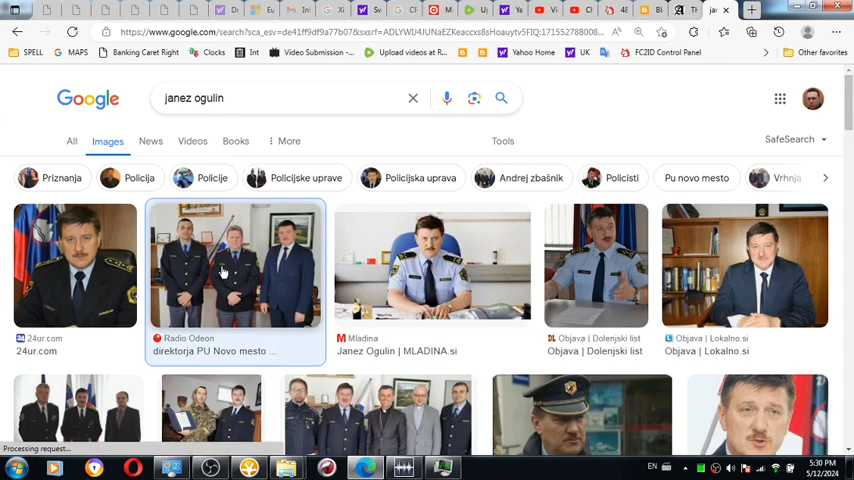 https://www.google.com/search?sca_esv=de41ff9df9a77b07&sxsrf=ADLYWIJ4JUNaEZKeaccxs8sHoauytv5FIQ:171552788005...
SPELL GMAPS Banking Caret Right Clocks Int Video Submission -... Upload videos at R... Yahoo Home UK FC2ID Control Panel Other favorites
Google janez ogulin
All Images News Videos Books More Tools SafeSearch
Priznanja Policija Policije Policijske uprave Policijska uprava Andrej zbašnik Policisti Pu novo mesto Vrhnja
24ur.com Radio Odeon Mladina Objava | Dolenjski list Objava | Lokalno.si
24ur.com direktorja PU Novo mesto ... Janez Ogulin | MLADINA.si Objava | Dolenjski list Objava | Lokalno.si
Processing request...
EN 5:30 PM
5/12/2024